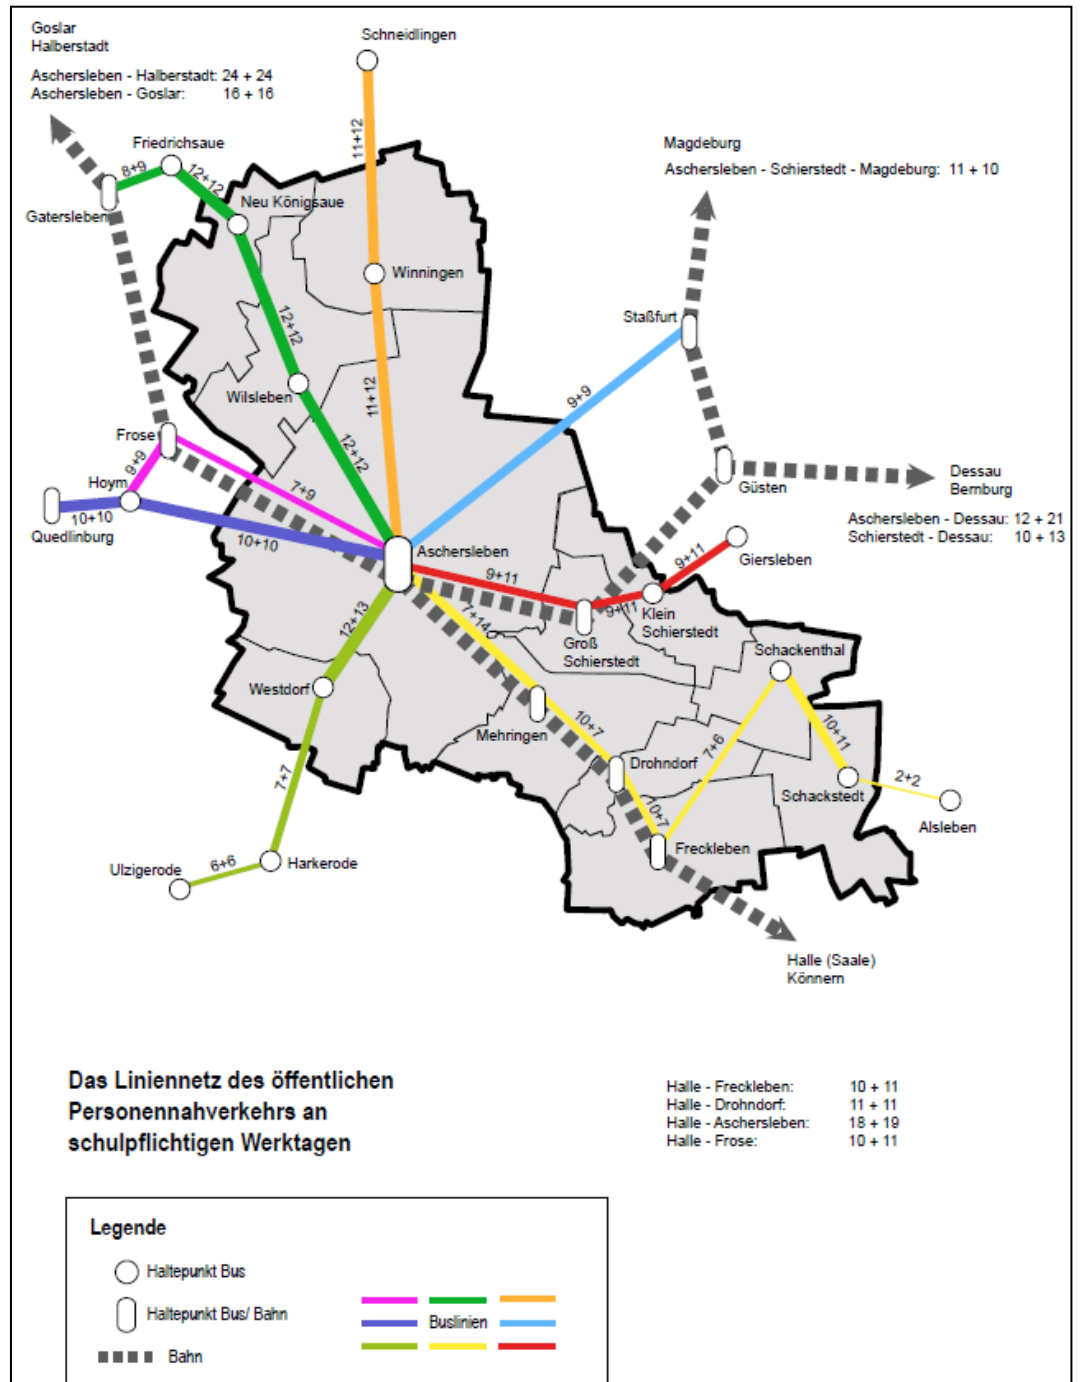 Goslar
Halberstadt
Aschersleben - Halberstadt: 24 + 24
Aschersleben - Goslar: 16 + 16
Schneidlingen
11+12
Friedrichsaue
8+9
12+12
Gatersleben
Neu Königsaue
Magdeburg
Aschersleben - Schierstedt - Magdeburg: 11 + 10
Winningen
12+12
Staßfurt
11+12
Wilsleben
9+9
12+12
Frose
9+9
Hoym
7+9
Güsten
Dessau
Bernburg
10+10
Quedlinburg
10+10
Aschersleben - Dessau: 12 + 21
Schierstedt - Dessau: 10 + 13
Aschersleben
9+11
Giersleben
9+11
9+11
Klein
Schierstedt
12+13
7+14
Groß
Schierstedt
Schackenthal
Westdorf
Mehringen
10+7
7+6
10+11
Drohndorf
7+7
2+2
Schackstedt
10+7
Alsleben
Freckleben
Ulzigerode
6+6
Harkerode
Halle (Saale)
Könnern
Das Liniennetz des öffentlichen
Personennahverkehrs an
schulpflichtigen Werktagen
Halle - Freckleben: 10 + 11
Halle - Drohndorf: 11 + 11
Halle - Aschersleben: 18 + 19
Halle - Frose: 10 + 11
Legende
Haltepunkt Bus
Haltepunkt Bus/ Bahn
Buslinien
Bahn